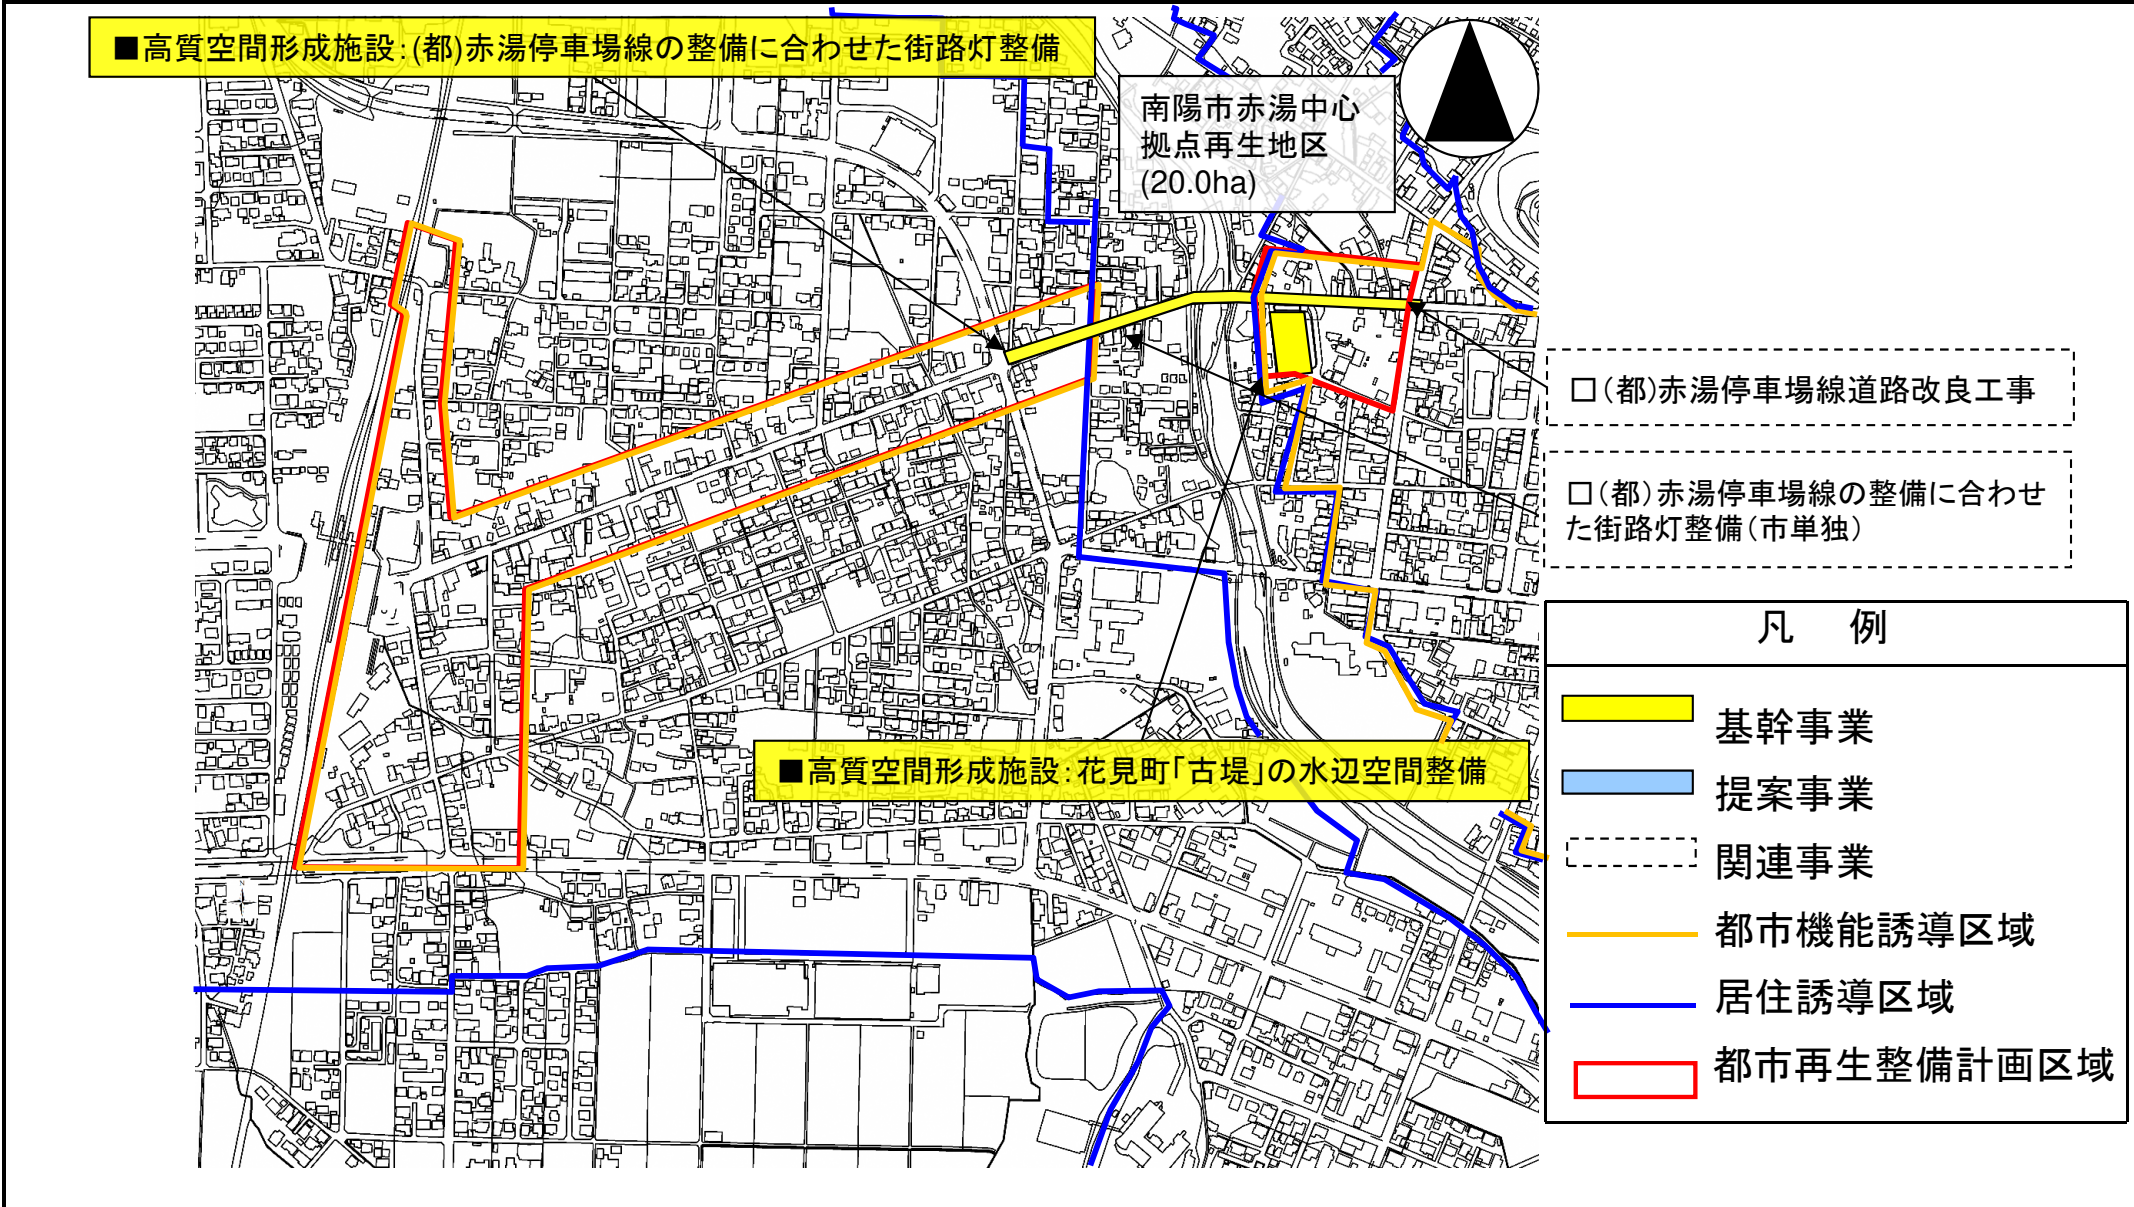 ■高質空間形成施設：(都)赤湯停車場線の整備に合わせた街路灯整備
南陽市赤湯中心
拠点再生地区
(20.0ha)
□(都)赤湯停車場線道路改良工事
□(都)赤湯停車場線の整備に合わせ
た街路灯整備(市単独)
■高質空間形成施設：花見町「古堤」の水辺空間整備
凡　例
基幹事業
提案事業
関連事業
都市機能誘導区域
居住誘導区域
都市再生整備計画区域
N